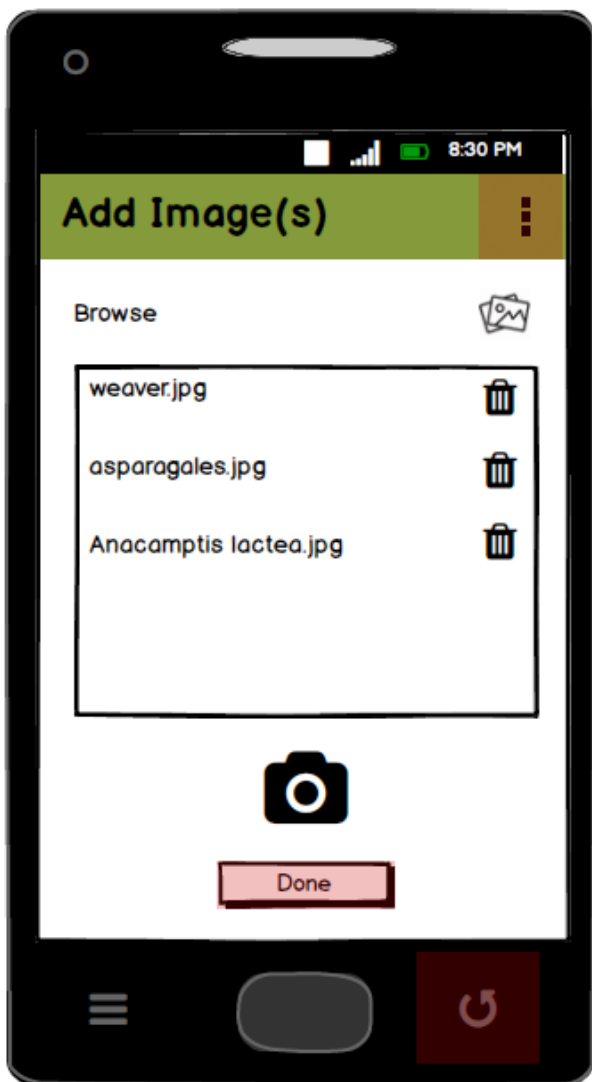 8:30 PM
Add Image(s)
Browse
weaver.jpg
asparagales.jpg
Anacamptis lactea.jpg
Done